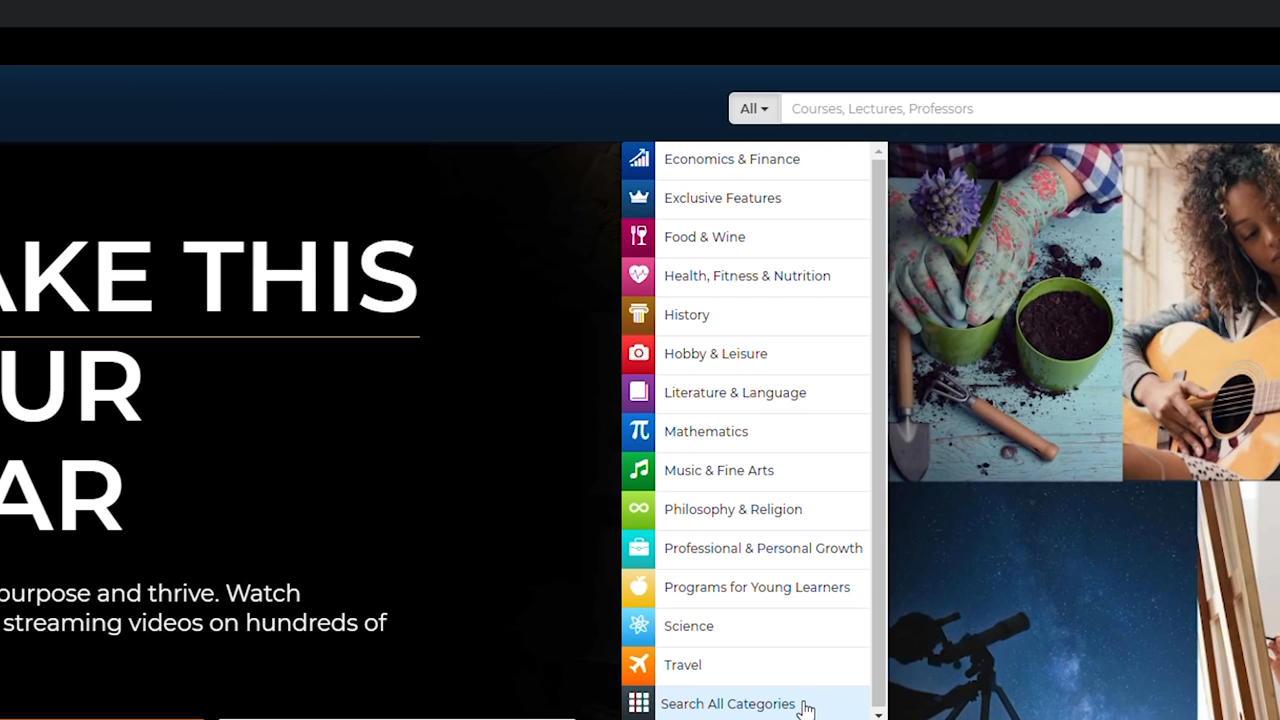 All
Courses, Lectures, Professors
AKE THIS
UR
AR
purpose and thrive. Watch
streaming videos on hundreds of
Economics & Finance
Exclusive Features
Food & Wine
Health, Fitness & Nutrition
History
Hobby & Leisure
Literature & Language
Mathematics
Music & Fine Arts
Philosophy & Religion
Professional & Personal Growth
Programs for Young Learners
Science
Travel
Search All Categories